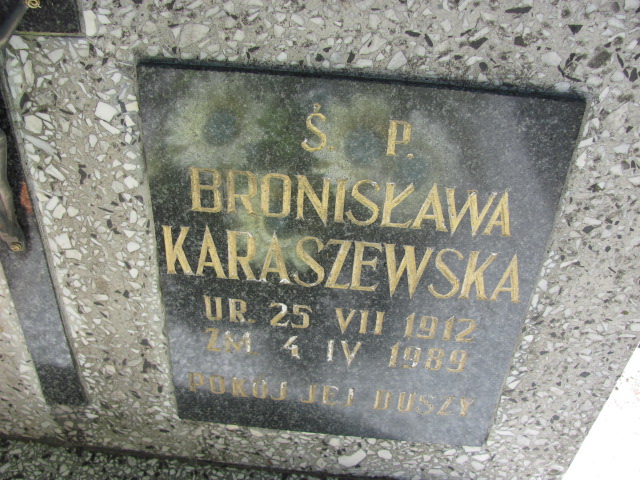 Ś. P.
BRONISŁAWA
KARASZEWSKA
UR. 25 VII 1912
ZM. 4 IV 1989
POKÓJ JEJ DUSZY